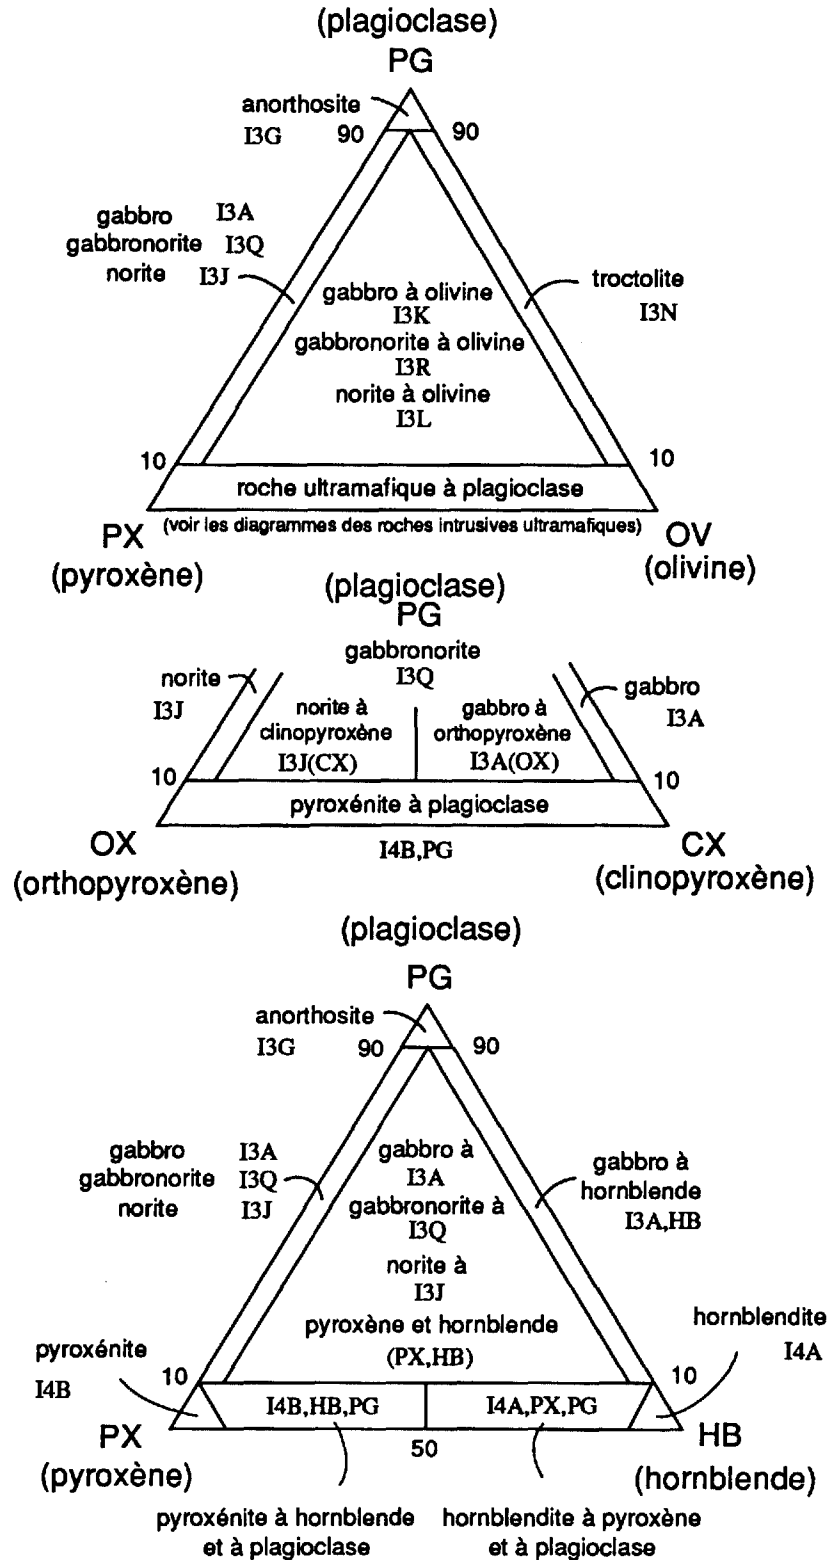 (plagioclase)
PG
anorthosite
I3G
90
90
gabbro I3A
gabbronorite I3Q
norite I3J
troctolite
I3N
gabbro à olivine
I3K
gabbronorite à olivine
I3R
norite à olivine
I3L
10
10
roche ultramafique à plagioclase
PX
(pyroxène)
(voir les diagrammes des roches intrusives ultramafiques)
OV
(olivine)
(plagioclase)
PG
gabbronorite
I3Q
norite
I3J
gabbro
I3A
norite à
clinopyroxène
I3J(CX)
gabbro à
orthopyroxène
I3A(OX)
10
10
pyroxénite à plagioclase
OX
(orthopyroxène)
I4B,PG
CX
(clinopyroxène)
(plagioclase)
PG
anorthosite
I3G
90
90
gabbro I3A
gabbronorite I3Q
norite I3J
gabbro à
I3A
gabbronorite à
I3Q
norite à
I3J
pyroxène et hornblende
(PX,HB)
gabbro à
hornblende
I3A,HB
pyroxénite
I4B
hornblendite
I4A
10
10
I4B,HB,PG
I4A,PX,PG
PX
(pyroxène)
50
HB
(hornblende)
pyroxénite à hornblende
et à plagioclase
hornblendite à pyroxène
et à plagioclase